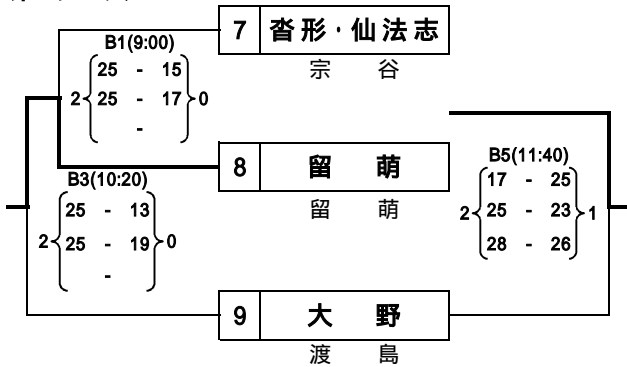 7 沓形・仙法志
宗 谷
B1(9:00)
25 - 15
2 25 - 17 0
-
8 留 萌
留 萌
B3(10:20)
25 - 13
2 25 - 19 0
-
B5(11:40)
17 - 25
2 25 - 23 1
28 - 26
9 大 野
渡 島